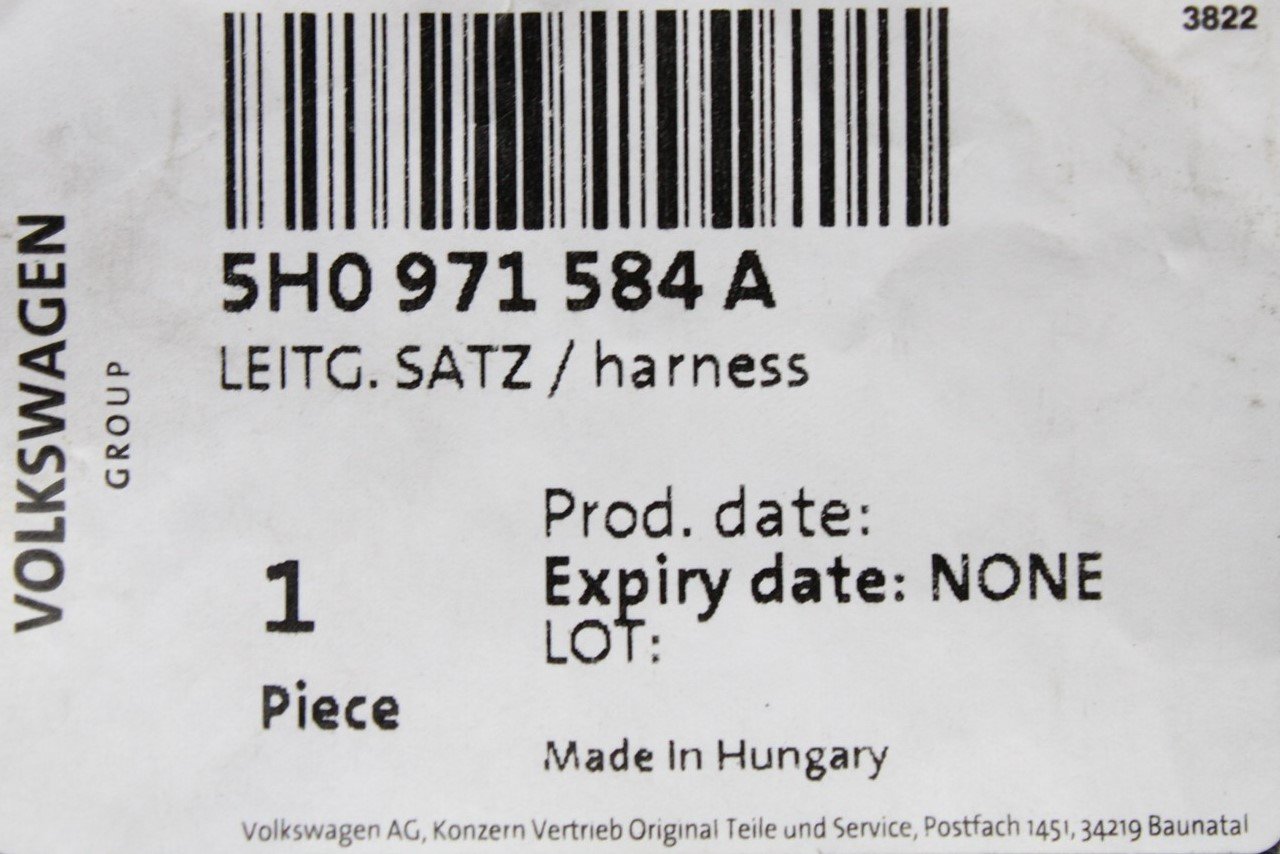 3822
5H0 971 584 A
LEITG. SATZ / harness
VOLKSWAGEN
GROUP
Prod. date:
Expiry date: NONE
LOT:
1
Piece
Made In Hungary
Volkswagen AG, Konzern Vertrieb Original Teile und Service, Postfach 1451, 34219 Baunatal